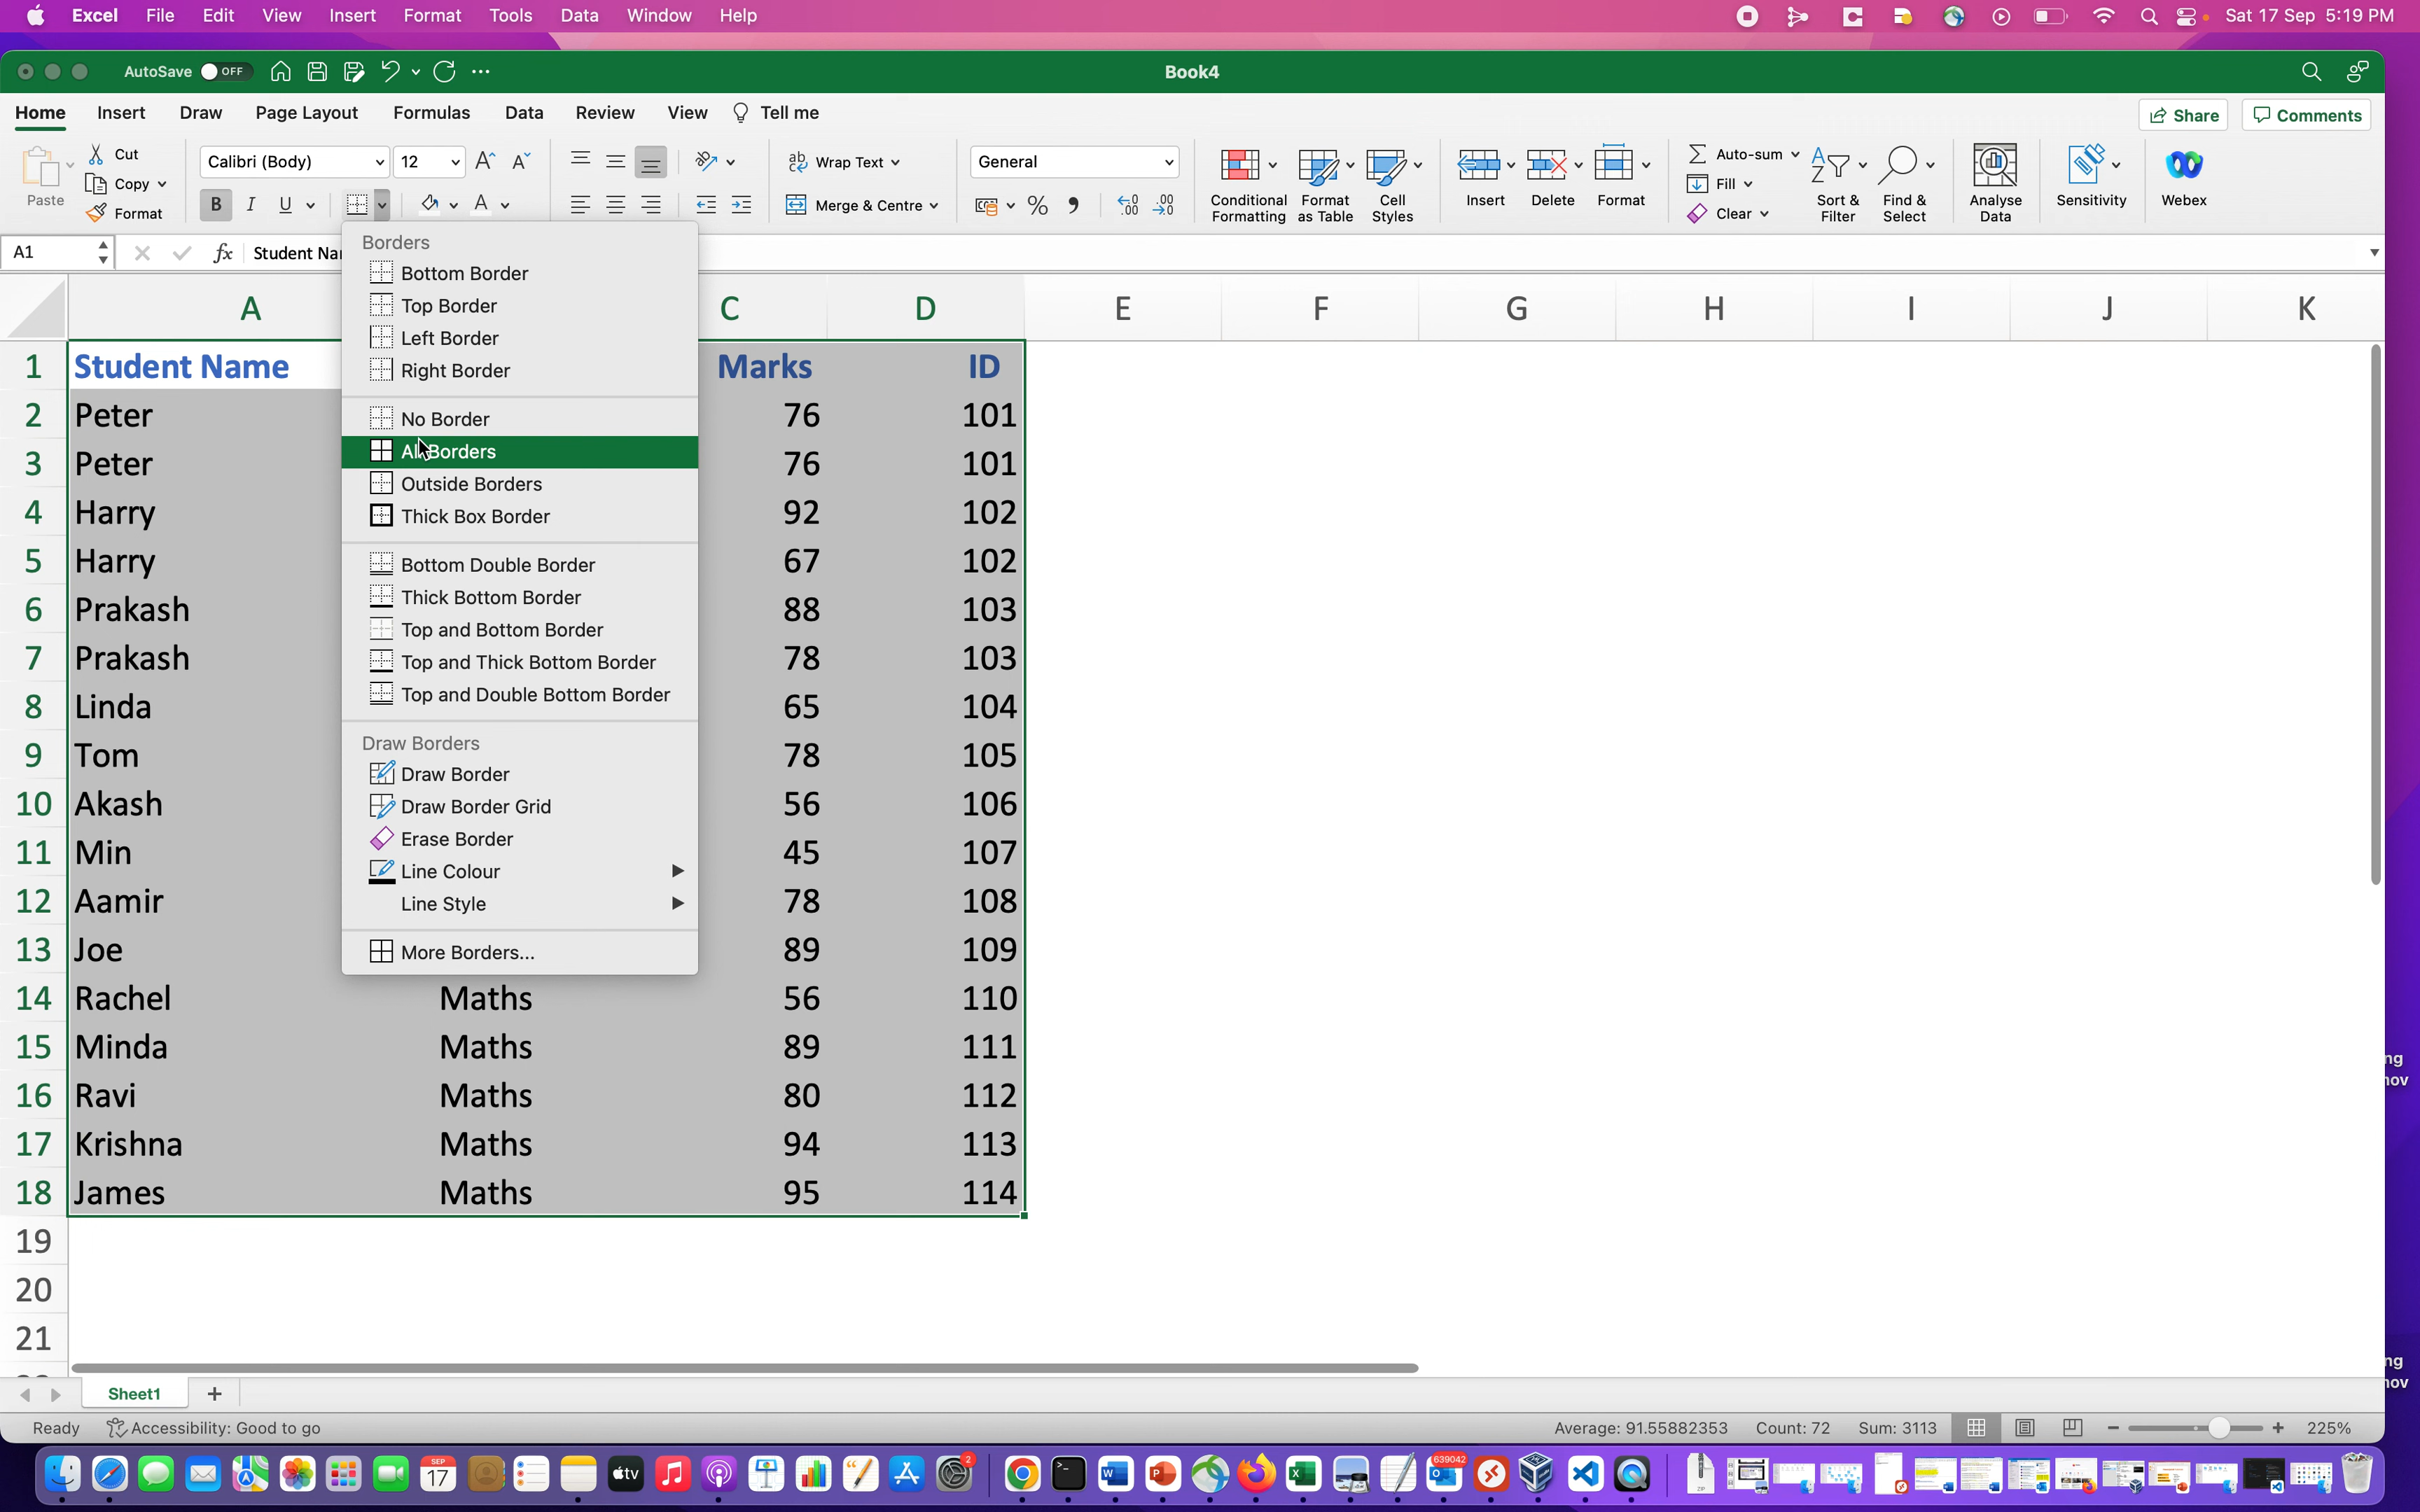 Excel File Edit View Insert Format Tools Data Window Help Sat 17 Sep 5:19 PM
AutoSave OFF Book4
Home Insert Draw Page Layout Formulas Data Review View Tell me Share Comments
Paste Cut Copy Format
Calibri (Body) 12
B I U
Wrap Text
Merge & Centre
General
Conditional Formatting
Format as Table
Cell Styles
Insert Delete Format
Auto-sum
Fill
Clear
Sort & Filter
Find & Select
Analyse Data
Sensitivity
Webex
A1 fx Student Na
Borders
Bottom Border
Top Border
Left Border
Right Border
No Border
All Borders
Outside Borders
Thick Box Border
Bottom Double Border
Thick Bottom Border
Top and Bottom Border
Top and Thick Bottom Border
Top and Double Bottom Border
Draw Borders
Draw Border
Draw Border Grid
Erase Border
Line Colour
Line Style
More Borders...
A C D E F G H I J K
1 Student Name Marks ID
2 Peter 76 101
3 Peter 76 101
4 Harry 92 102
5 Harry 67 102
6 Prakash 88 103
7 Prakash 78 103
8 Linda 65 104
9 Tom 78 105
10 Akash 56 106
11 Min 45 107
12 Aamir 78 108
13 Joe 89 109
14 Rachel Maths 56 110
15 Minda Maths 89 111
16 Ravi Maths 80 112
17 Krishna Maths 94 113
18 James Maths 95 114
19
20
21
Sheet1
Ready Accessibility: Good to go Average: 91.55882353 Count: 72 Sum: 3113 225%
ng
nov
ng
nov
SEP
17
tv
2
639042